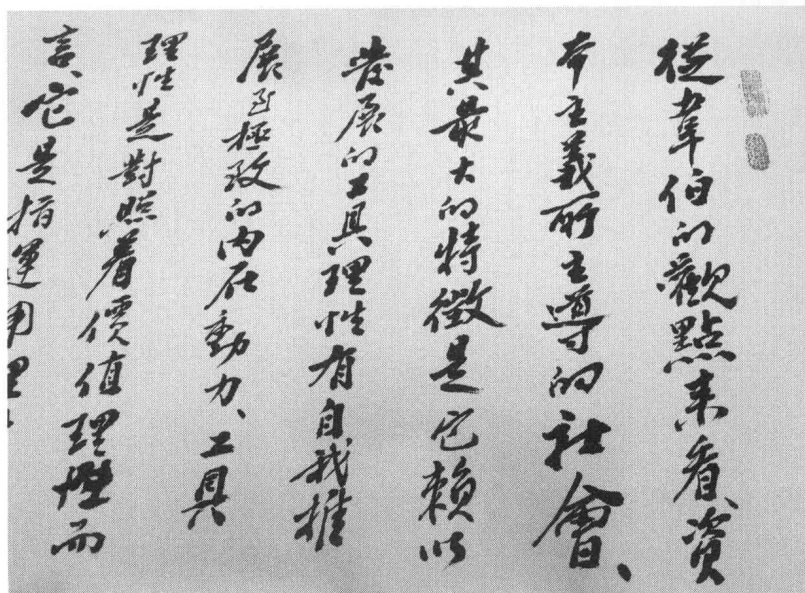 從韋伯的觀點來看、資
本主義所主導的社會、
其最大的特徵是它賴以
發展的工具理性有自我推
展到極致的內在動力、工具
理性是對照着價值理性而
言、它是指運用理